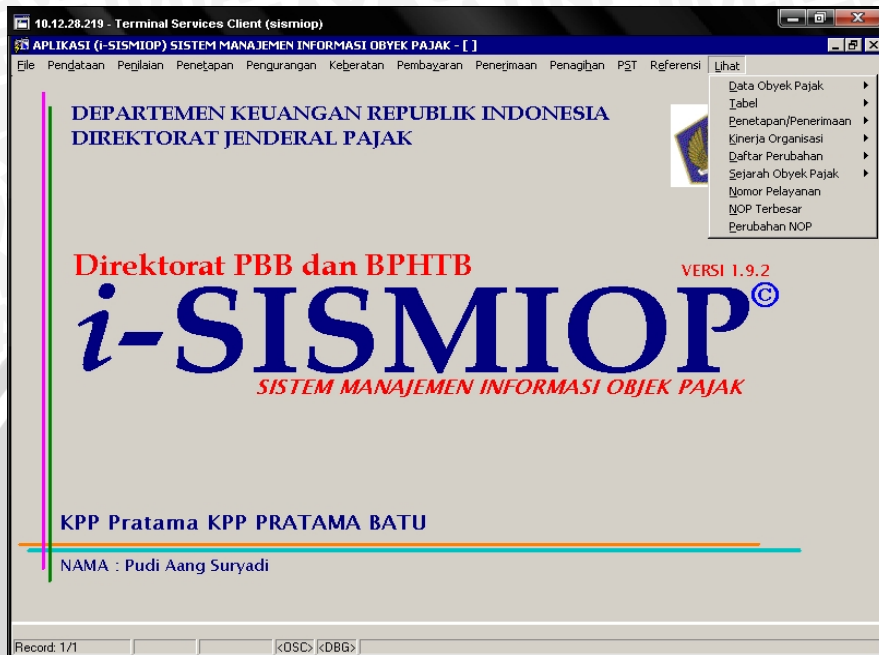 10.12.28.219 - Terminal Services Client (sismiop)
APLIKASI (i-SISMIOP) SISTEM MANAJEMEN INFORMASI OBYEK PAJAK - [ ]
File Pendataan Penilaian Penetapan Pengurangan Keberatan Pembayaran Penerimaan Penagihan PST Referensi Lihat
Data Obyek Pajak
Tabel
Penetapan/Penerimaan
Kinerja Organisasi
Daftar Perubahan
Sejarah Obyek Pajak
Nomor Pelayanan
NOP Terbesar
Perubahan NOP
DEPARTEMEN KEUANGAN REPUBLIK INDONESIA
DIREKTORAT JENDERAL PAJAK
Direktorat PBB dan BPHTB
VERSI 1.9.2
i-SISMIOP©
SISTEM MANAJEMEN INFORMASI OBJEK PAJAK
KPP Pratama KPP PRATAMA BATU
NAMA : Pudi Aang Suryadi
Record: 1/1 <OSC> <DBG>